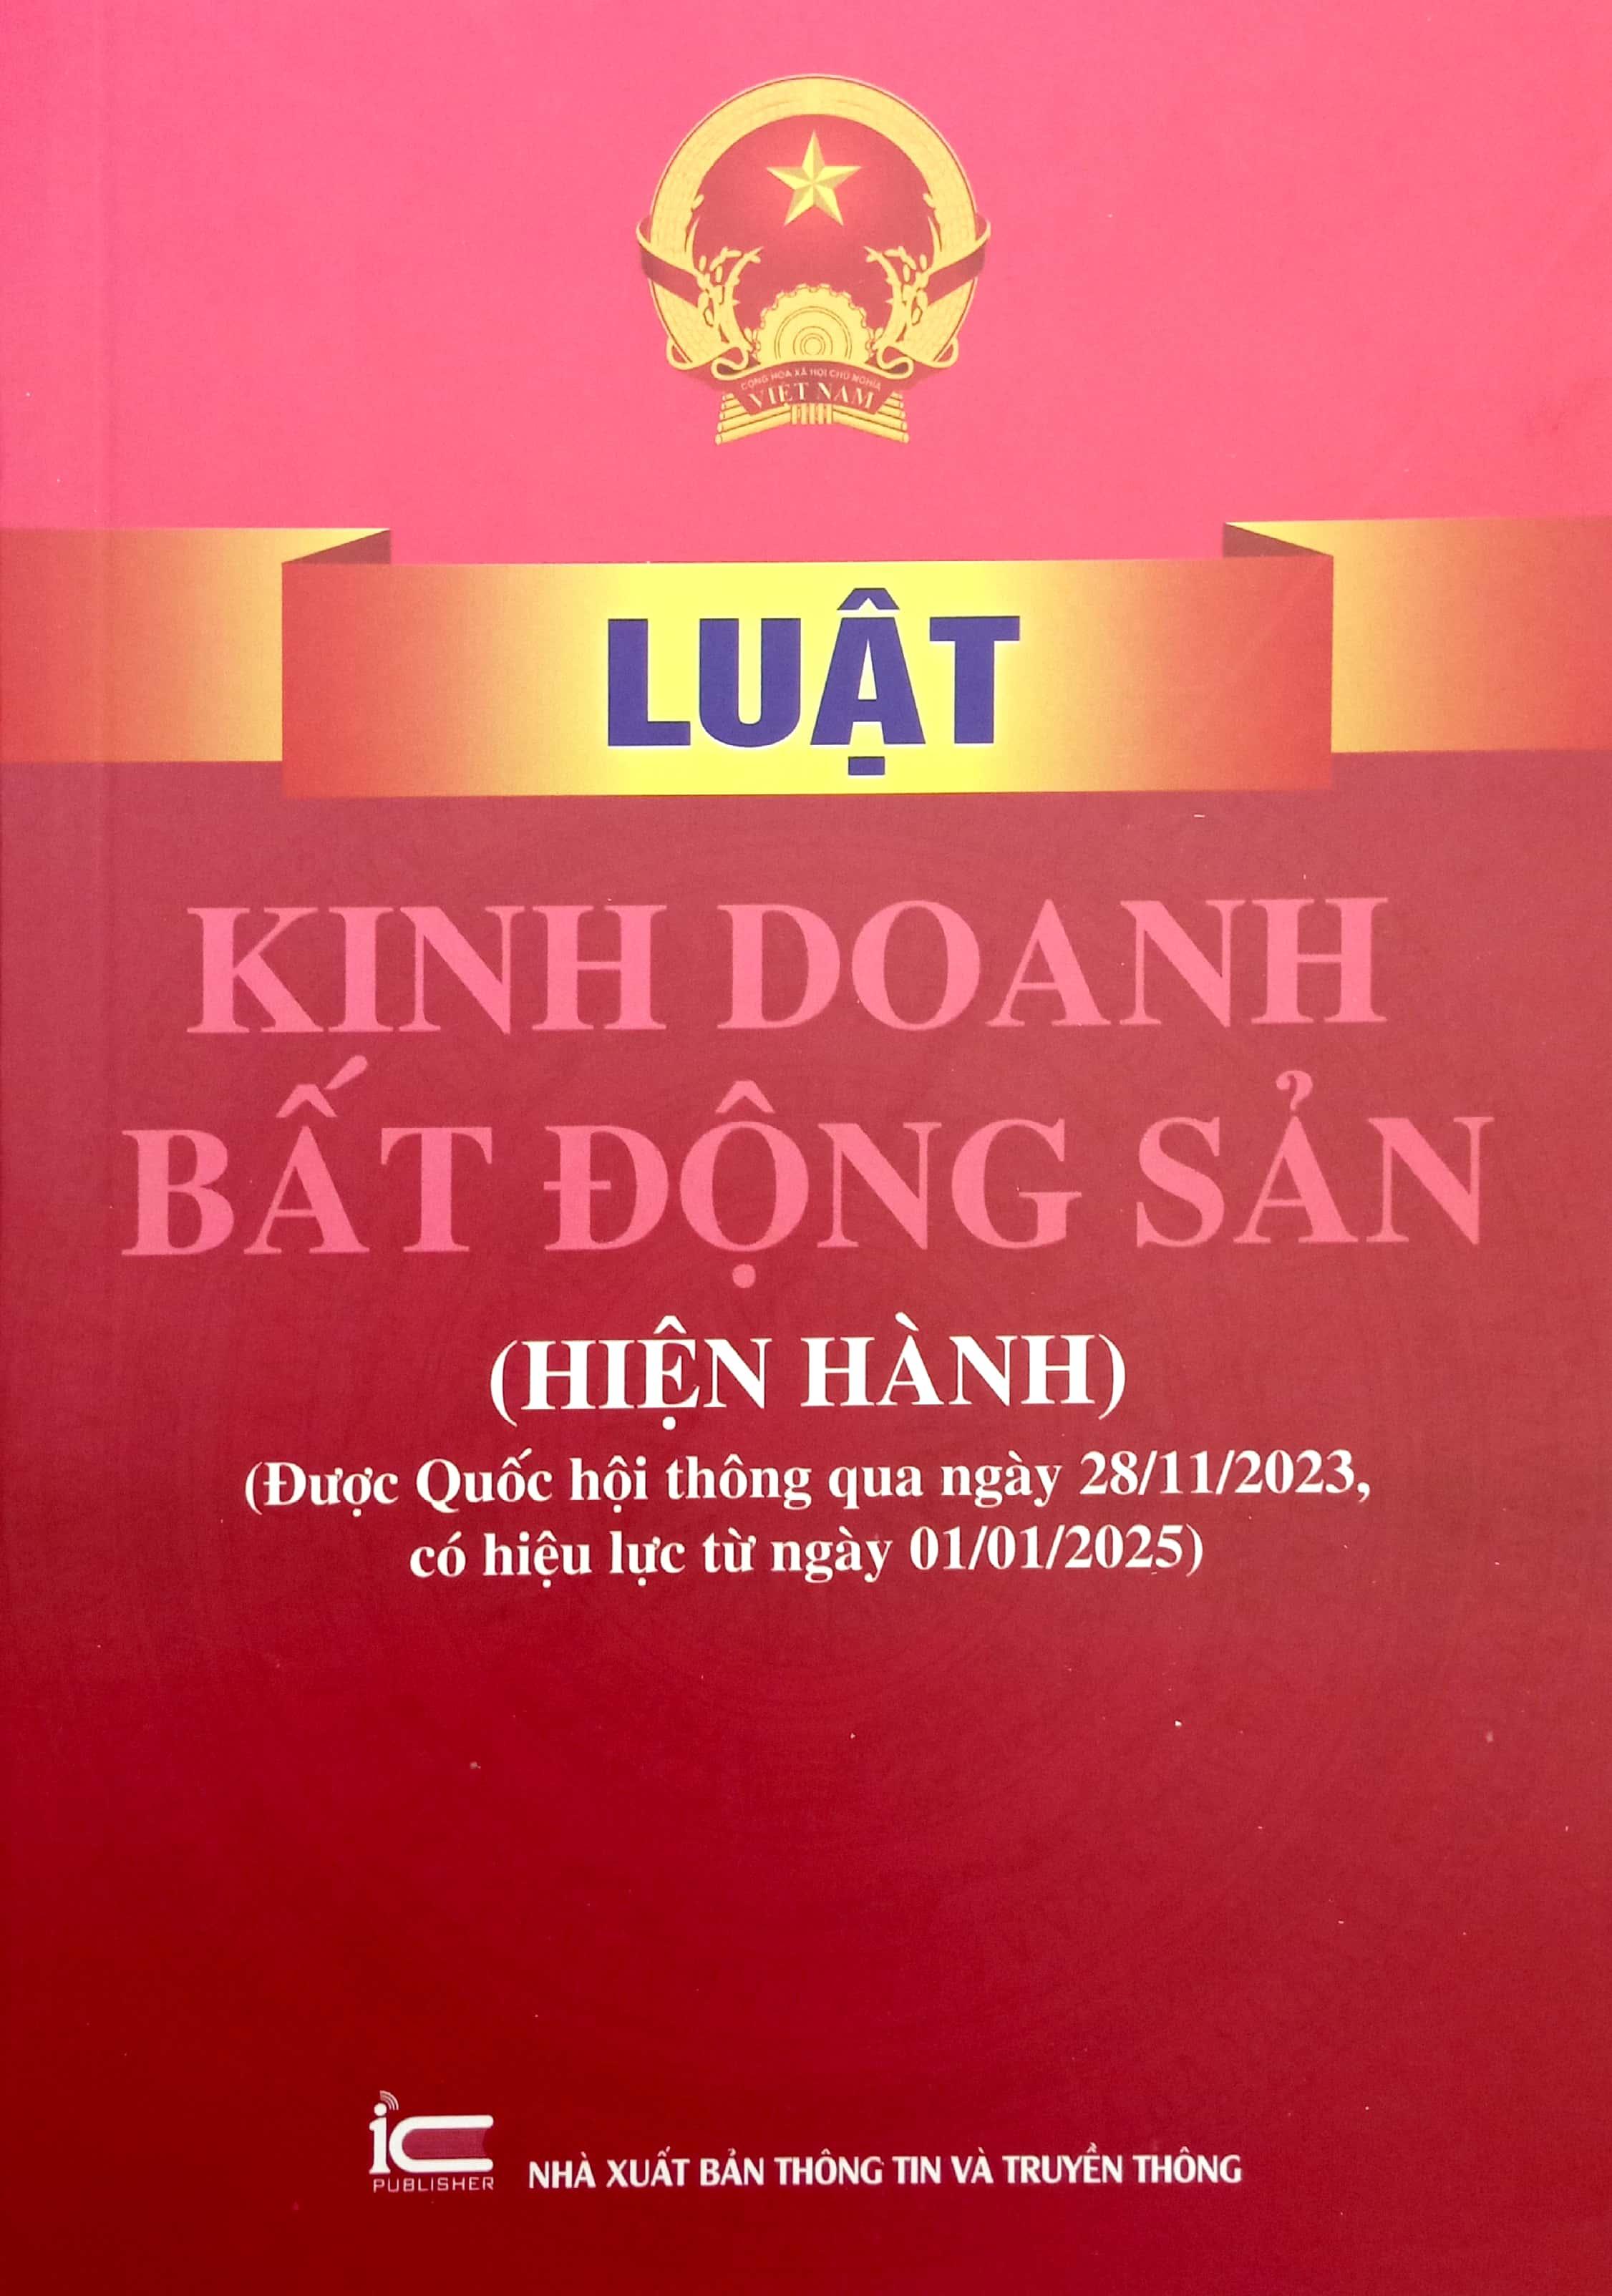 CỘNG HÒA XÃ HỘI CHỦ NGHĨA
VIỆT NAM
LUẬT
KINH DOANH
BẤT ĐỘNG SẢN
(HIỆN HÀNH)
(Được Quốc hội thông qua ngày 28/11/2023,
có hiệu lực từ ngày 01/01/2025)
ic
PUBLISHER
NHÀ XUẤT BẢN THÔNG TIN VÀ TRUYỀN THÔNG